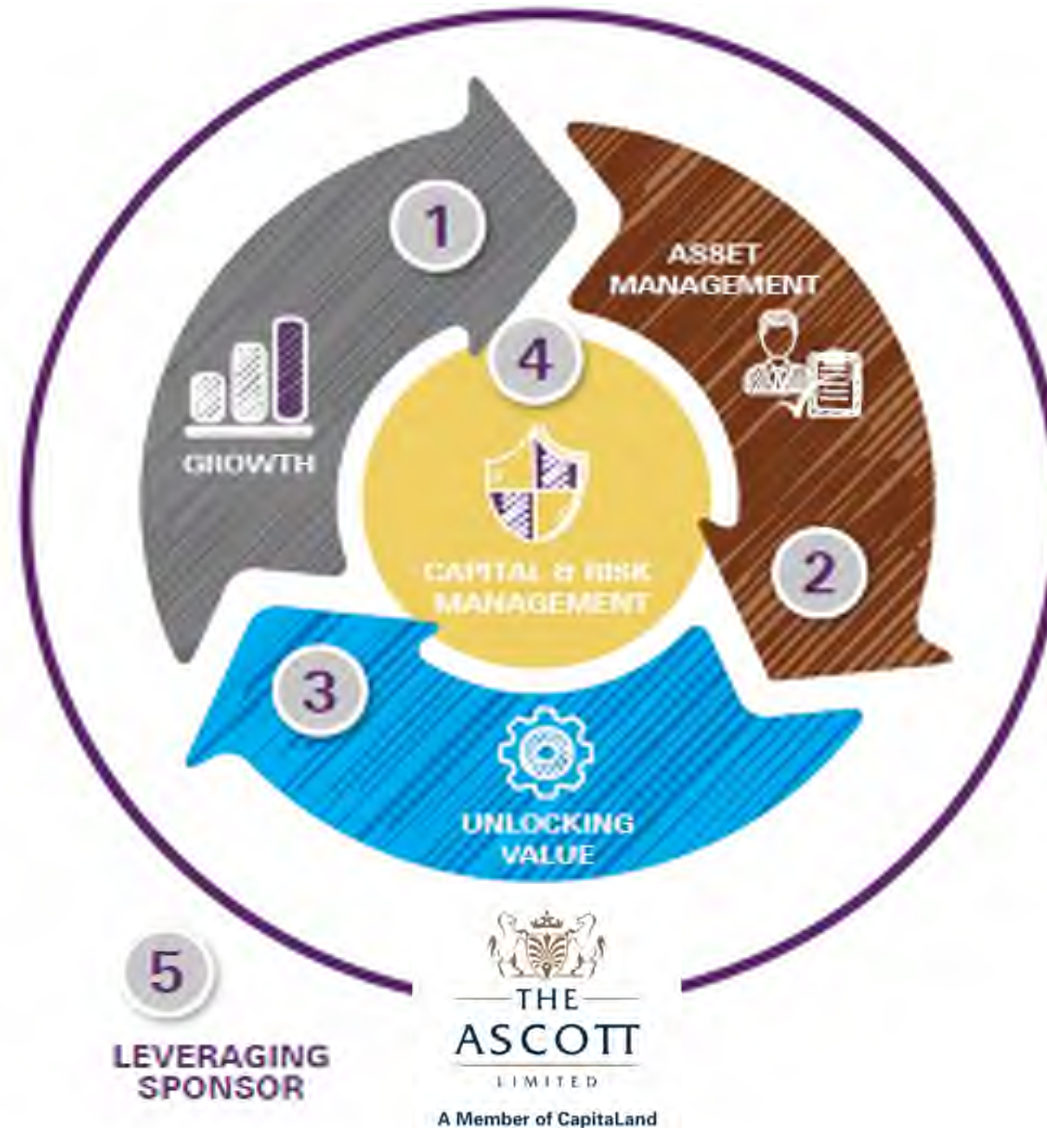 1
GROWTH
ASSET
MANAGEMENT
2
3
UNLOCKING
VALUE
4
CAPITAL & RISK
MANAGEMENT
5
LEVERAGING
SPONSOR
THE
ASCOTT
LIMITED
A Member of CapitaLand